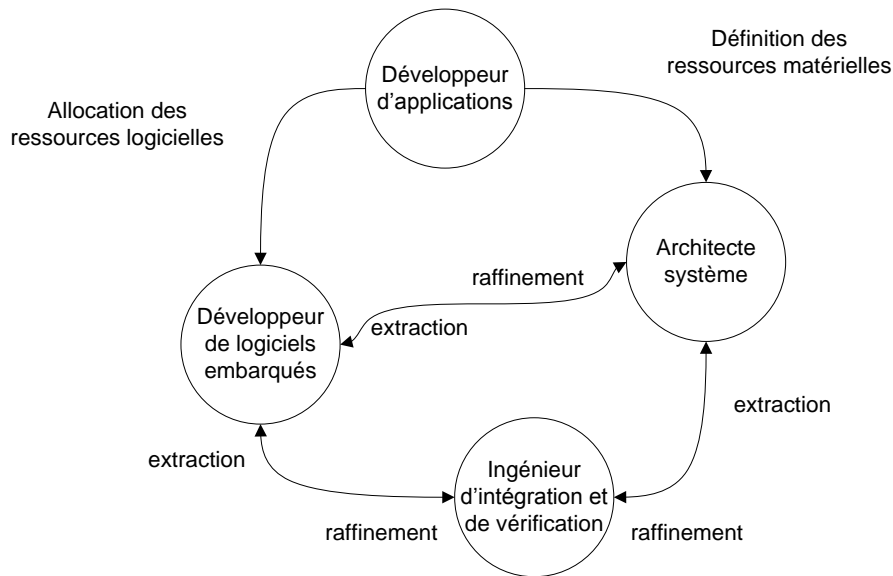 Définition des
ressources matérielles
Développeur
d'applications
Allocation des
ressources logicielles
Architecte
système
raffinement
extraction
Développeur
de logiciels
embarqués
extraction
extraction
Ingénieur
d'intégration et
de vérification
raffinement
raffinement